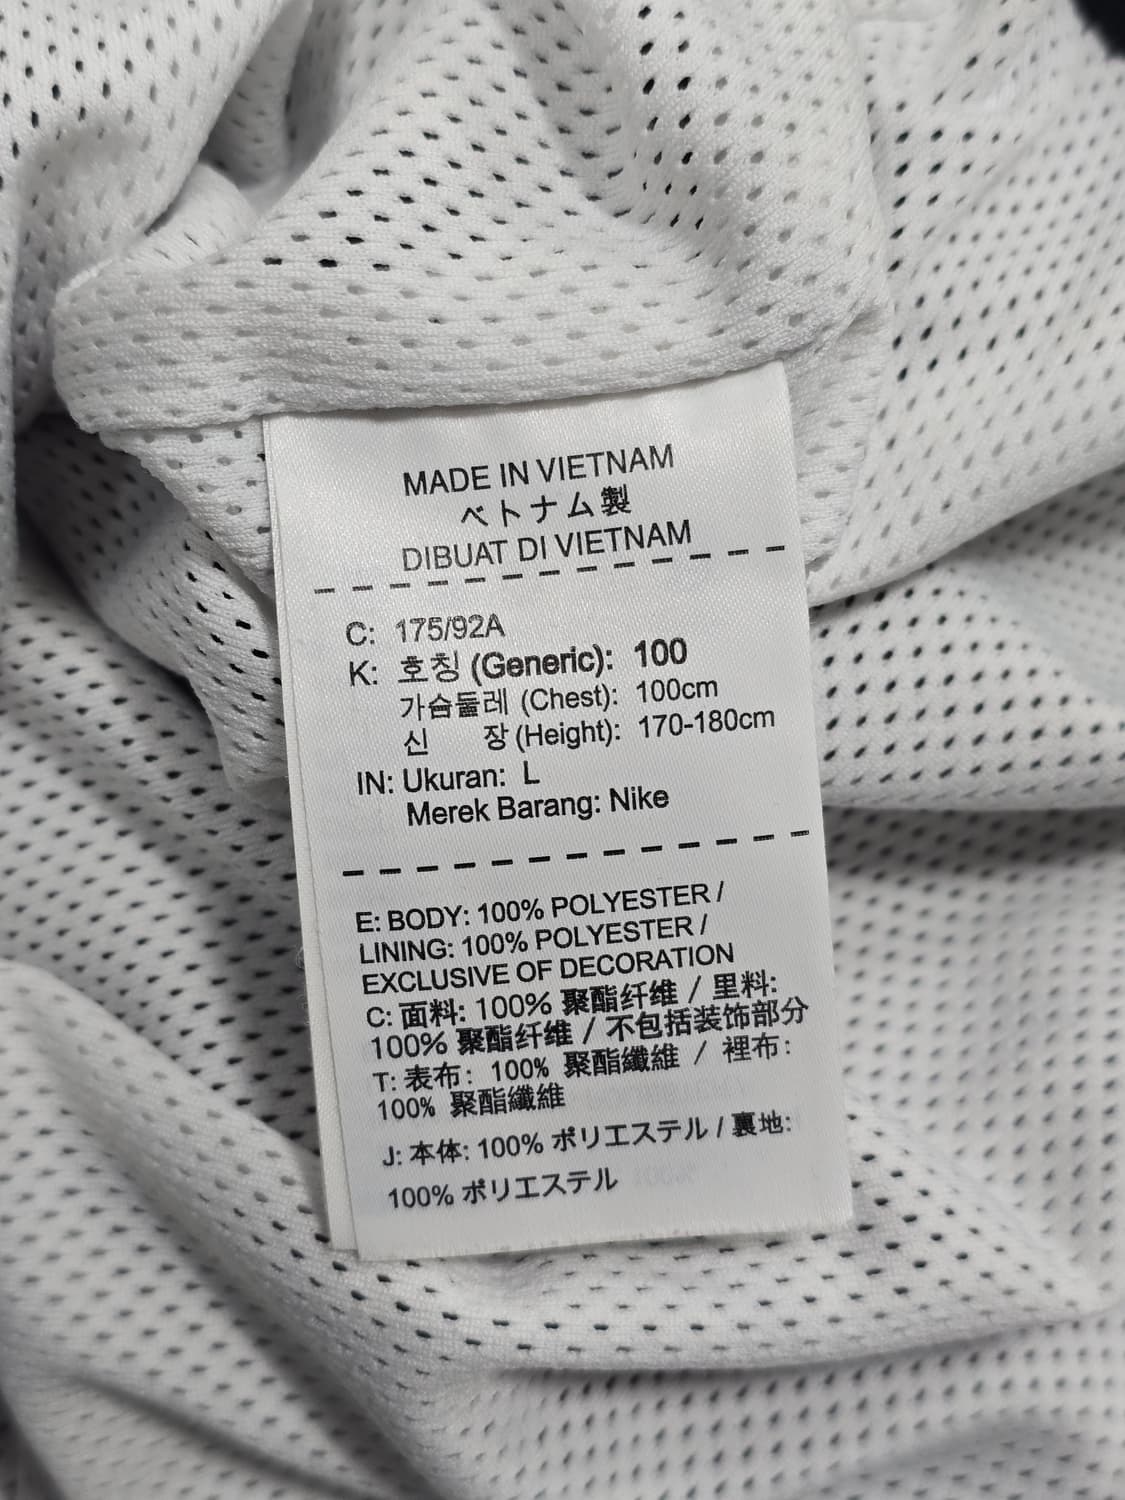 MADE IN VIETNAM
ベトナム製
DIBUAT DI VIETNAM
C: 175/92A
K: 호칭 (Generic): 100
가슴둘레 (Chest): 100cm
신 장 (Height): 170-180cm
IN: Ukuran: L
Merek Barang: Nike
E: BODY: 100% POLYESTER /
LINING: 100% POLYESTER /
EXCLUSIVE OF DECORATION
C: 面料: 100% 聚酯纤维 / 里料:
100% 聚酯纤维 / 不包括装饰部分
T: 表布: 100% 聚酯纖維 / 裡布:
100% 聚酯纖維
J: 本体: 100% ポリエステル / 裏地:
100% ポリエステル